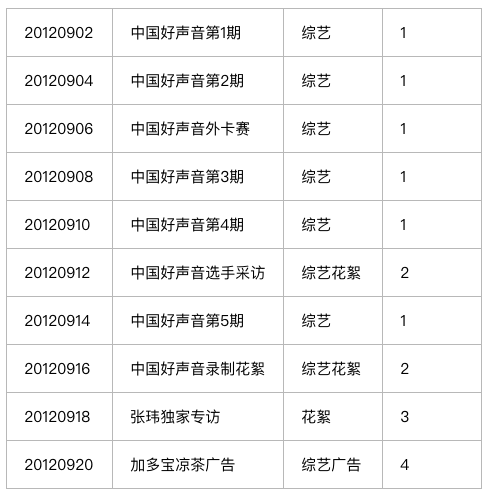 20120902 中国好声音第1期 综艺 1
20120904 中国好声音第2期 综艺 1
20120906 中国好声音外卡赛 综艺 1
20120908 中国好声音第3期 综艺 1
20120910 中国好声音第4期 综艺 1
20120912 中国好声音选手采访 综艺花絮 2
20120914 中国好声音第5期 综艺 1
20120916 中国好声音录制花絮 综艺花絮 2
20120918 张玮独家专访 花絮 3
20120920 加多宝凉茶广告 综艺广告 4